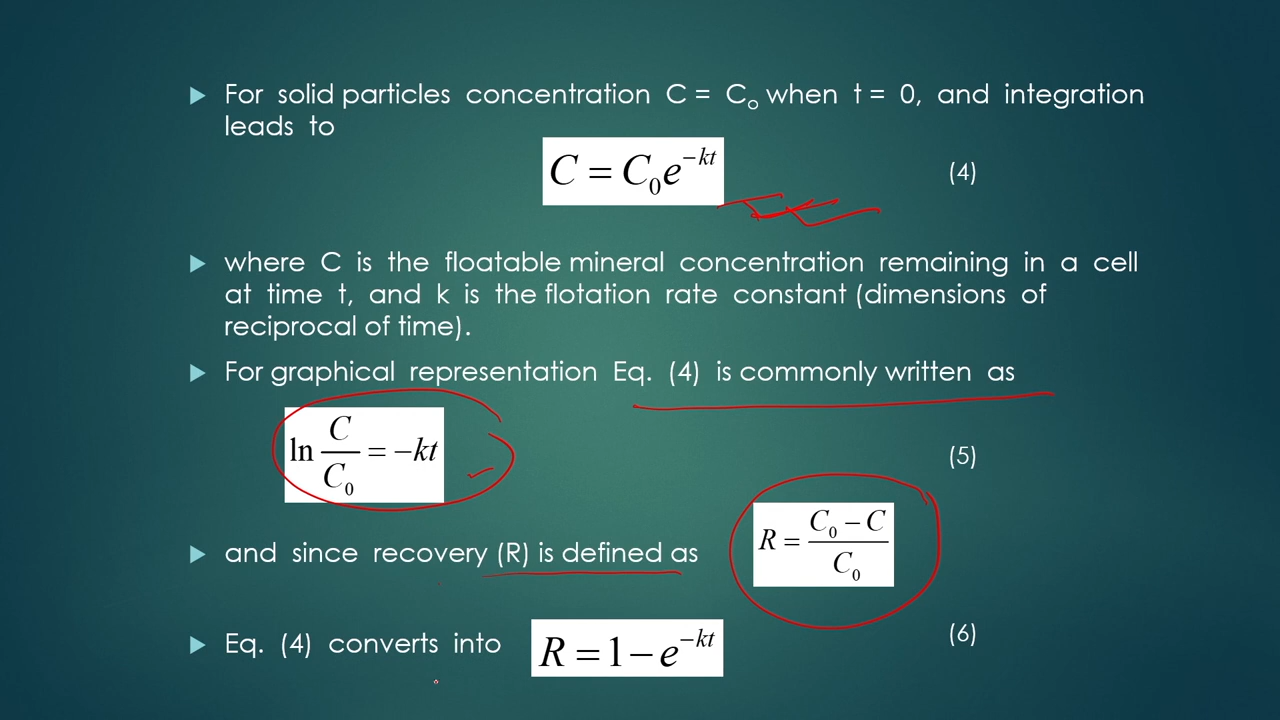 For solid particles concentration C = Co when t = 0, and integration
leads to
C = C₀e^{−kt} (4)
where C is the floatable mineral concentration remaining in a cell
at time t, and k is the flotation rate constant (dimensions of
reciprocal of time).
For graphical representation Eq. (4) is commonly written as
ln C/C₀ = −kt (5)
and since recovery (R) is defined as R = (C₀ − C)/C₀
Eq. (4) converts into R = 1 − e^{−kt} (6)